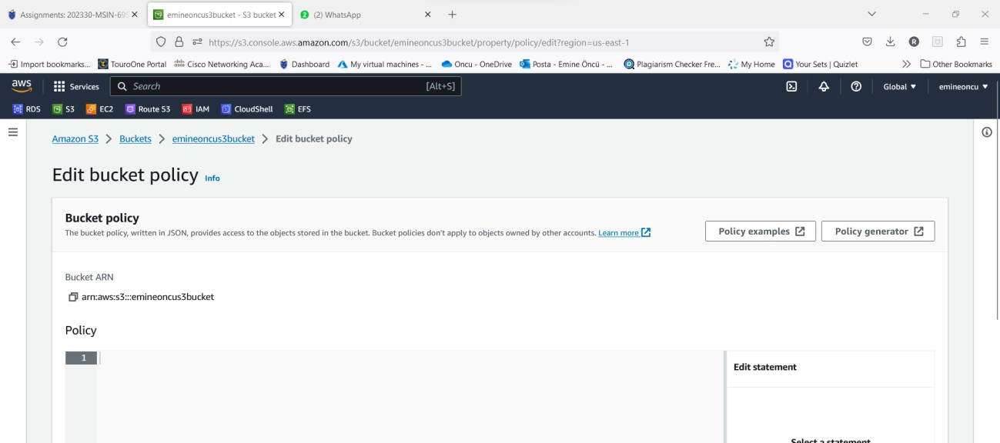 Assignments: 202330-MSIN-69
emineoncus3bucket - S3 bucket
(2) WhatsApp
https://s3.console.aws.amazon.com/s3/bucket/emineoncus3bucket/property/policy/edit?region=us-east-1
Import bookmarks... TouroOne Portal Cisco Networking Aca... Dashboard My virtual machines - ... Oncu - OneDrive Posta - Emine Öncü - ... Plagiarism Checker Fre... My Home Your Sets | Quizlet Other Bookmarks
aws Services Search [Alt+S] Global emineoncu
RDS S3 EC2 Route 53 IAM CloudShell EFS
Amazon S3 > Buckets > emineoncus3bucket > Edit bucket policy
Edit bucket policy Info
Bucket policy
The bucket policy, written in JSON, provides access to the objects stored in the bucket. Bucket policies don't apply to objects owned by other accounts. Learn more
Policy examples Policy generator
Bucket ARN
arn:aws:s3:::emineoncus3bucket
Policy
1
Edit statement
Select a statement